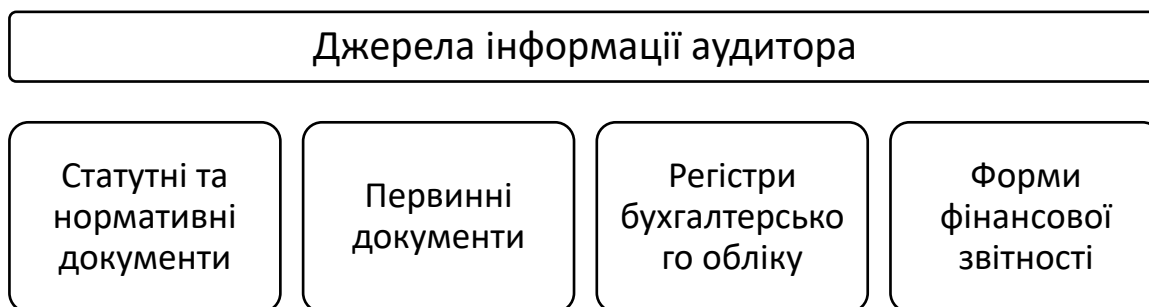 Джерела інформації аудитора
Статутні та
нормативні
документи
Первинні
документи
Регістри
бухгалтерсько
го обліку
Форми
фінансової
звітності